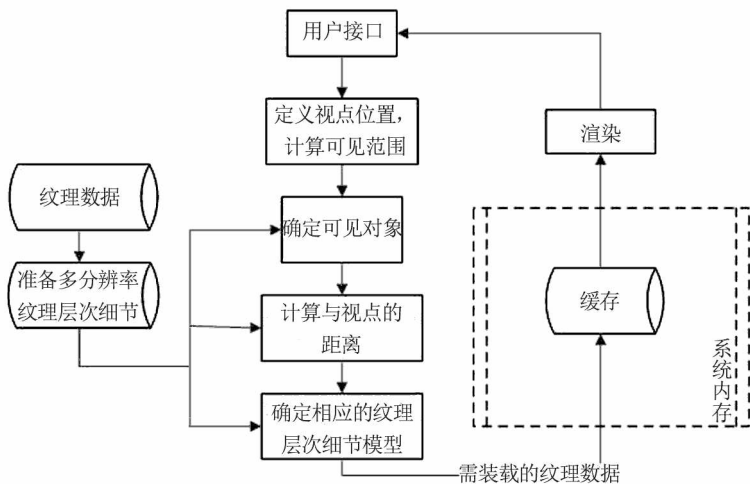 用户接口
定义视点位置,
计算可见范围
渲染
纹理数据
确定可见对象
准备多分辨率
纹理层次细节
缓存
计算与视点的
距离
系统内存
确定相应的纹理
层次细节模型
需装载的纹理数据